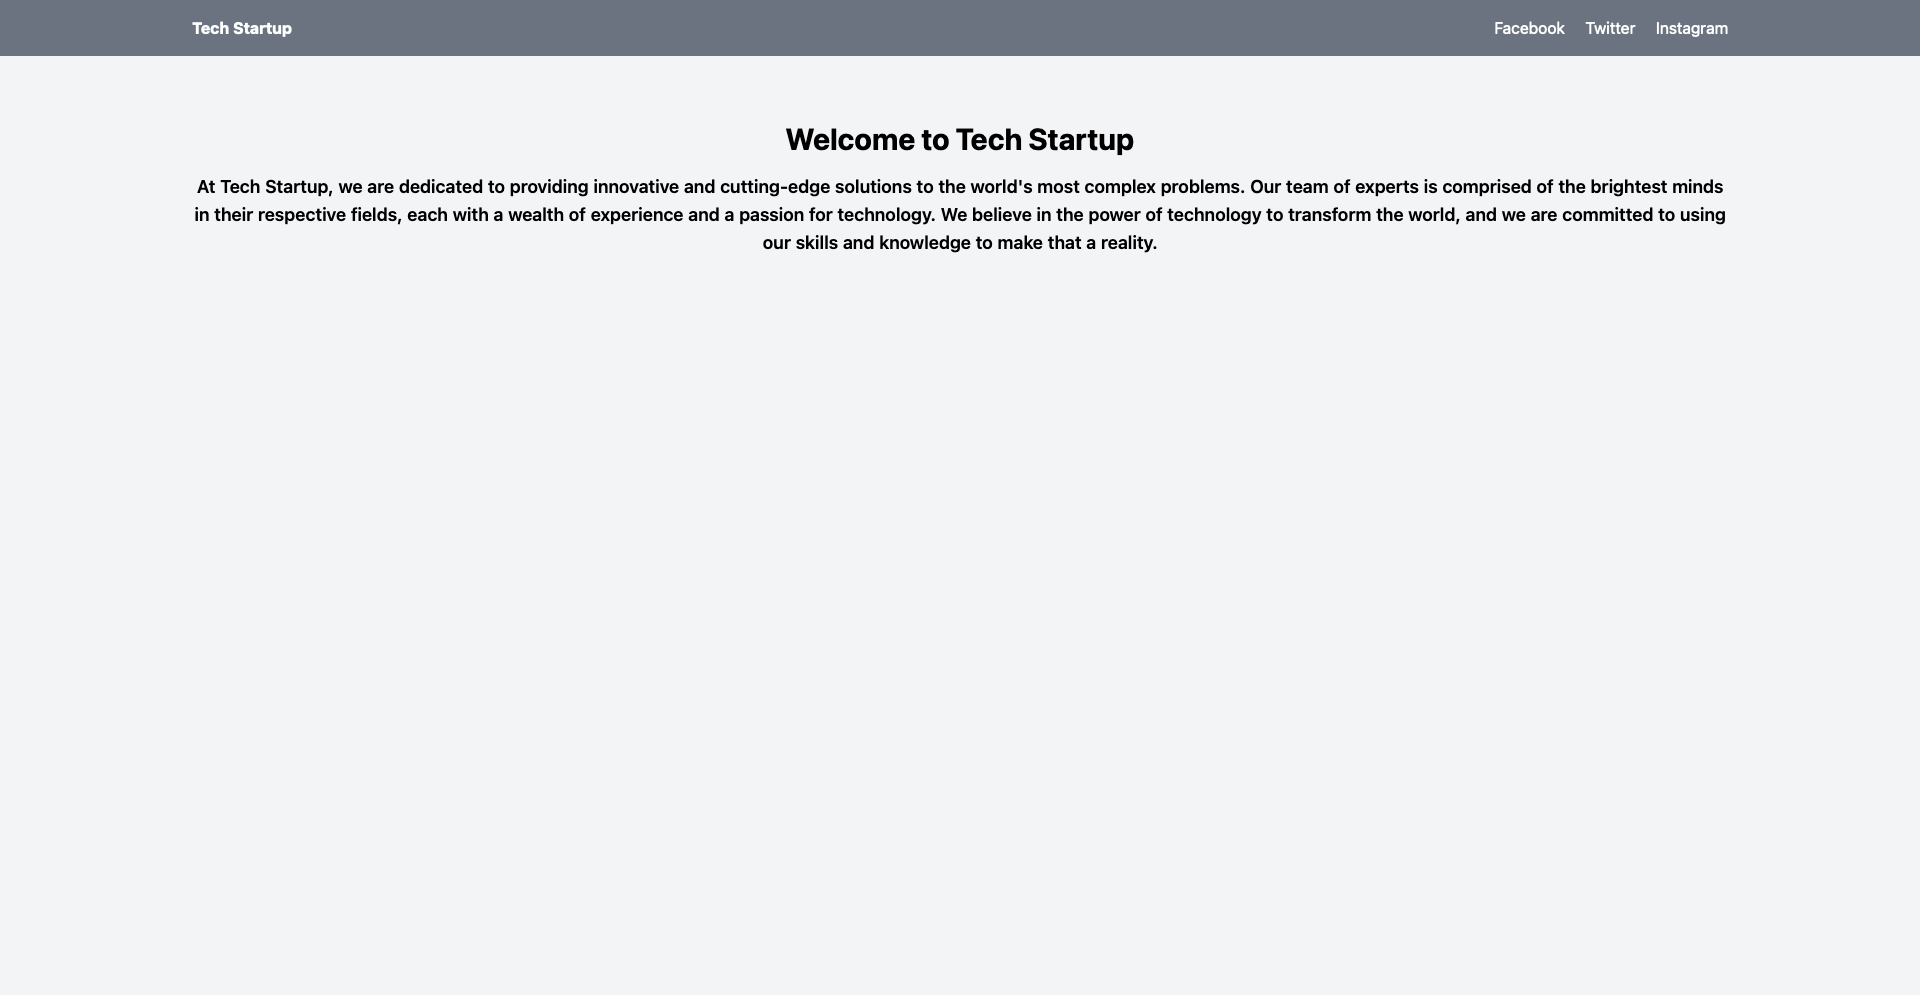 Tech Startup
Facebook Twitter Instagram
Welcome to Tech Startup
At Tech Startup, we are dedicated to providing innovative and cutting-edge solutions to the world's most complex problems. Our team of experts is comprised of the brightest minds
in their respective fields, each with a wealth of experience and a passion for technology. We believe in the power of technology to transform the world, and we are committed to using
our skills and knowledge to make that a reality.